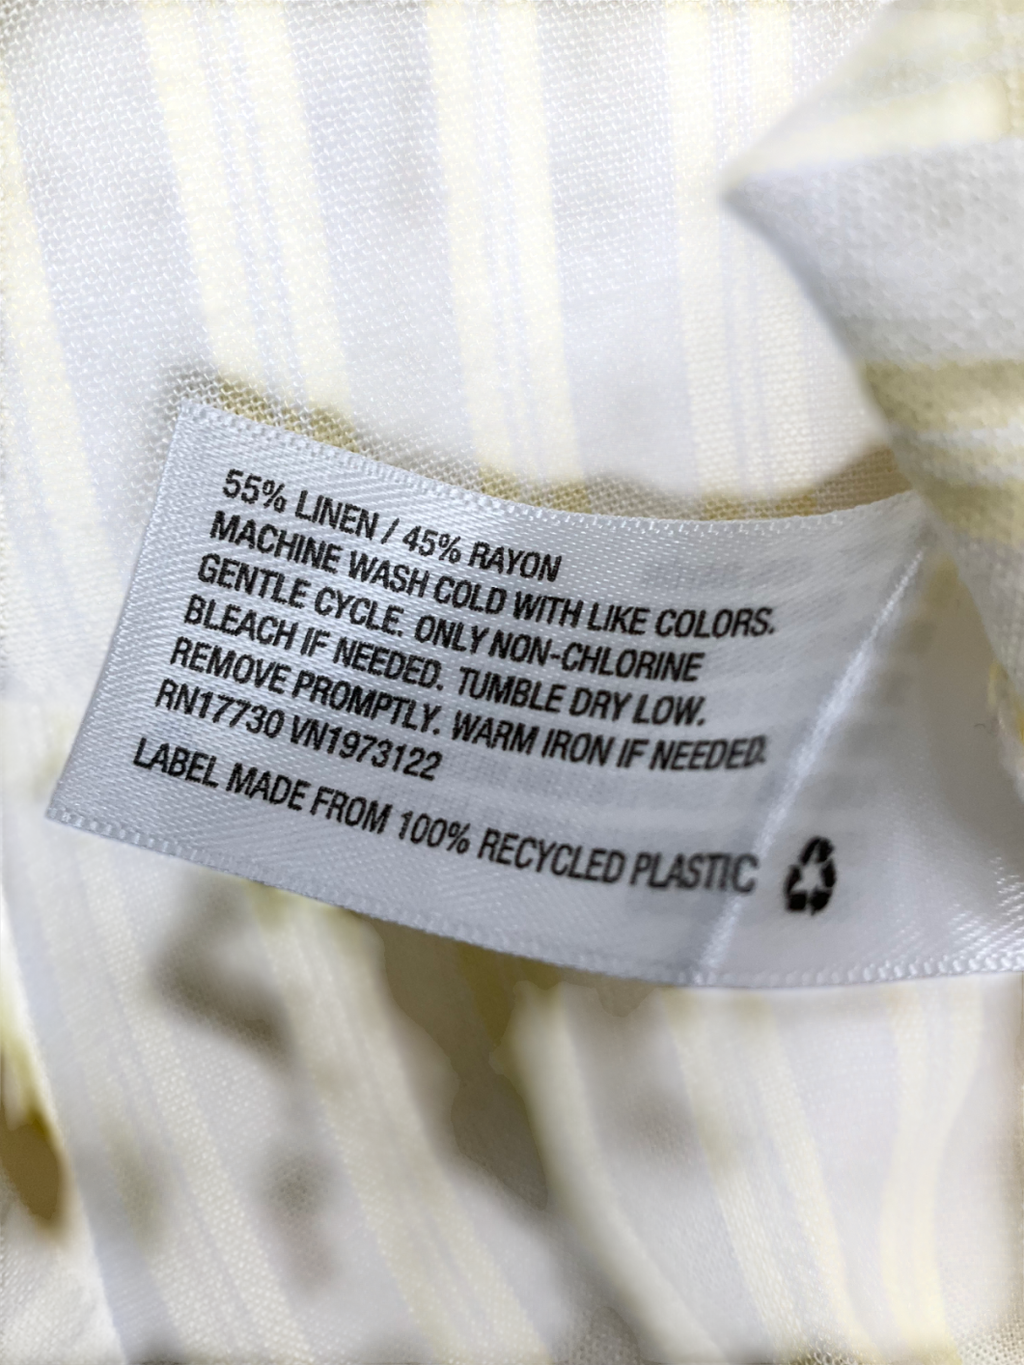 55% LINEN / 45% RAYON
MACHINE WASH COLD WITH LIKE COLORS.
GENTLE CYCLE. ONLY NON-CHLORINE
BLEACH IF NEEDED. TUMBLE DRY LOW.
REMOVE PROMPTLY. WARM IRON IF NEEDED.
RN17730 VN1973122
LABEL MADE FROM 100% RECYCLED PLASTIC